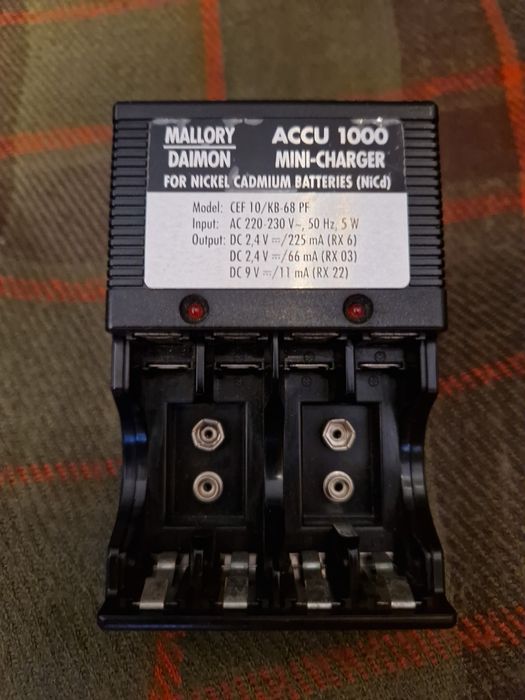 MALLORY ACCU 1000
DAIMON MINI-CHARGER
FOR NICKEL CADMIUM BATTERIES (NiCd)
Model: CEF 10/KB-68 PF
Input: AC 220-230 V~, 50 Hz, 5 W
Output: DC 2,4 V ⎓/225 mA (RX 6)
DC 2,4 V ⎓/66 mA (RX 03)
DC 9 V ⎓/11 mA (RX 22)